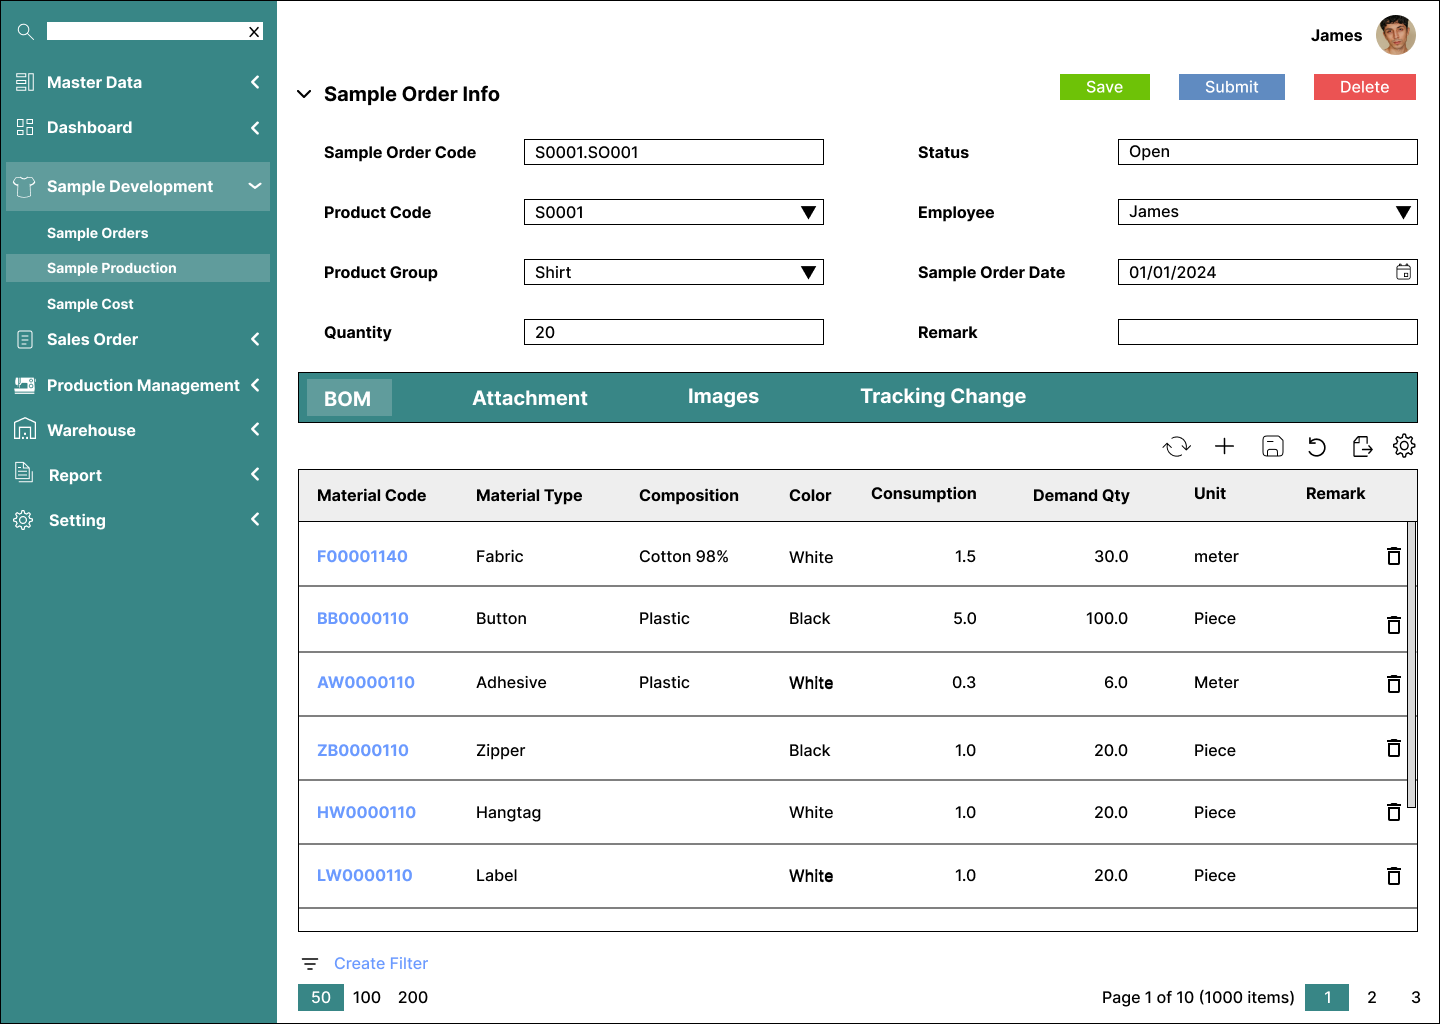 X
James
Master Data
Dashboard
Sample Development
Sample Orders
Sample Production
Sample Cost
Sales Order
Production Management
Warehouse
Report
Setting
Sample Order Info
Save Submit Delete
Sample Order Code S0001.SO001 Status Open
Product Code S0001 Employee James
Product Group Shirt Sample Order Date 01/01/2024
Quantity 20 Remark
BOM Attachment Images Tracking Change
Material Code Material Type Composition Color Consumption Demand Qty Unit Remark
F00001140 Fabric Cotton 98% White 1.5 30.0 meter
BB0000110 Button Plastic Black 5.0 100.0 Piece
AW0000110 Adhesive Plastic White 0.3 6.0 Meter
ZB0000110 Zipper Black 1.0 20.0 Piece
HW0000110 Hangtag White 1.0 20.0 Piece
LW0000110 Label White 1.0 20.0 Piece
Create Filter
50 100 200 Page 1 of 10 (1000 items) 1 2 3